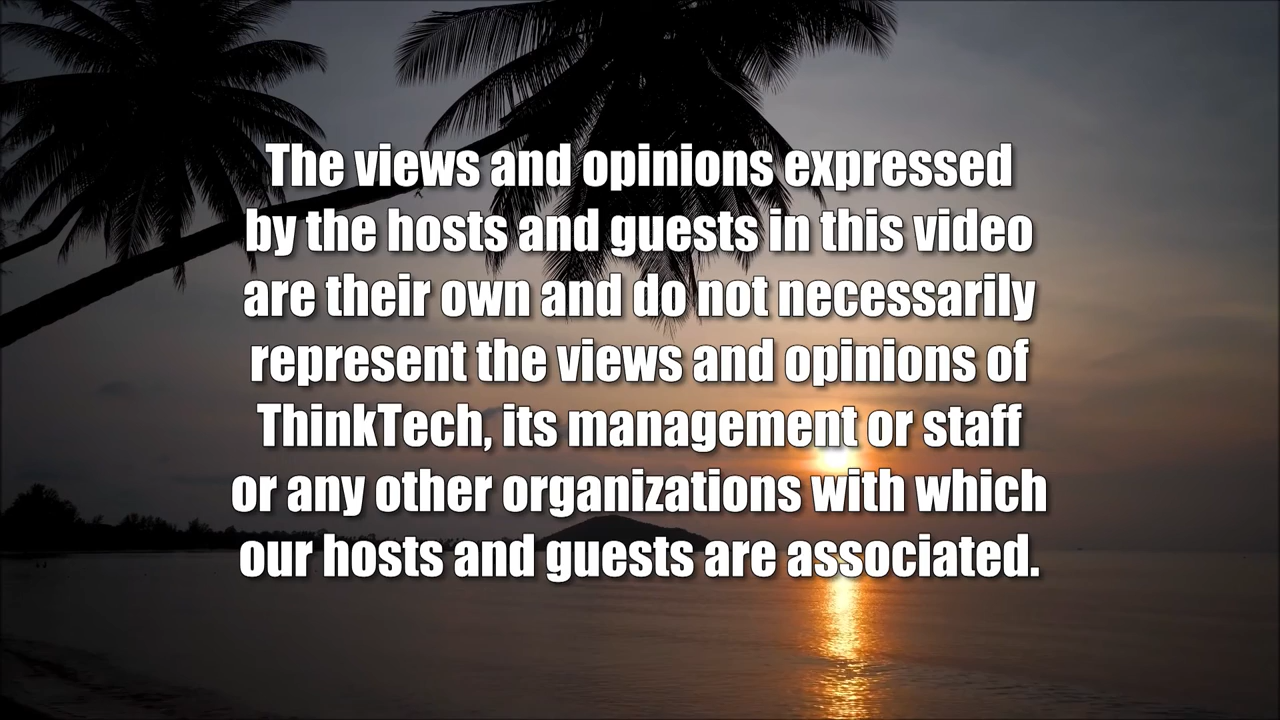 The views and opinions expressed
by the hosts and guests in this video
are their own and do not necessarily
represent the views and opinions of
ThinkTech, its management or staff
or any other organizations with which
our hosts and guests are associated.